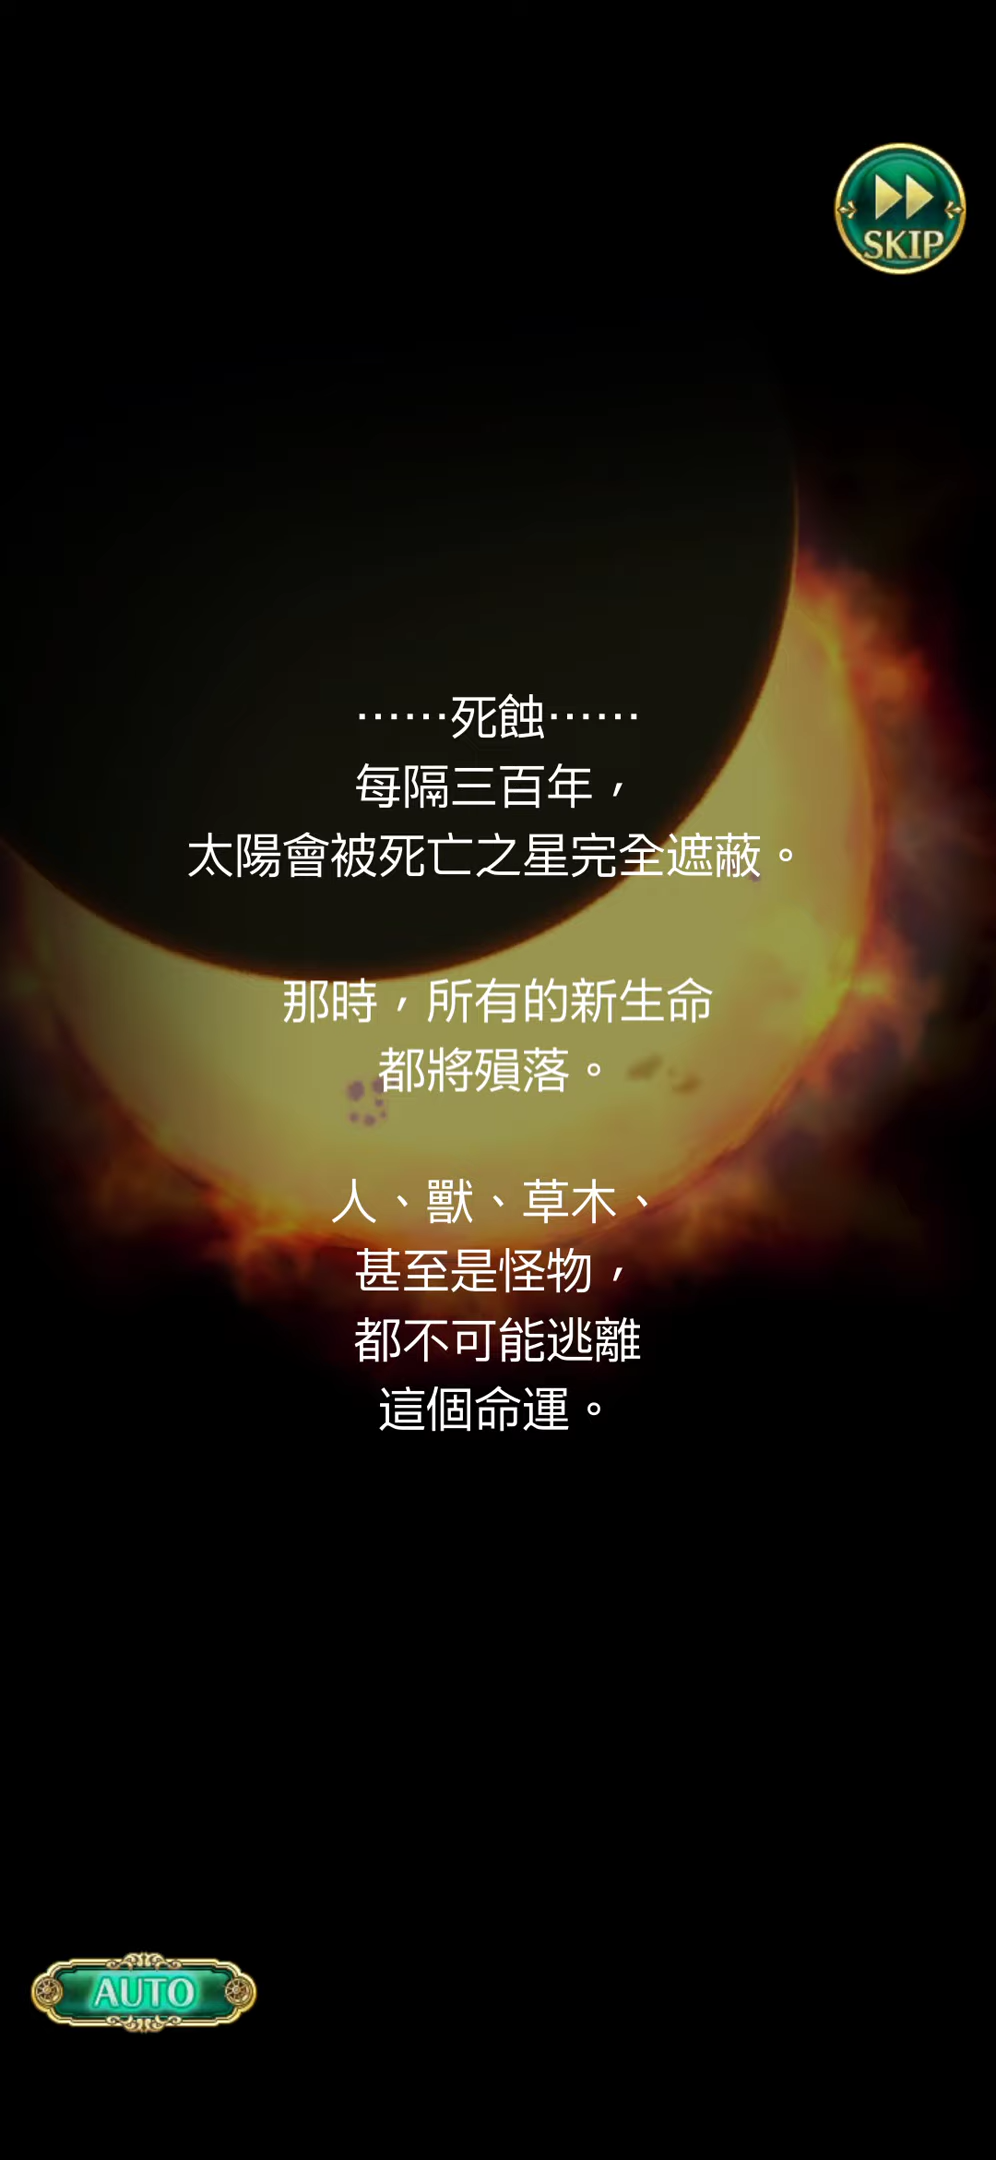 SKIP
⋯⋯死蝕⋯⋯
每隔三百年，
太陽會被死亡之星完全遮蔽。
那時，所有的新生命
都將殞落。
人、獸、草木、
甚至是怪物，
都不可能逃離
這個命運。
AUTO